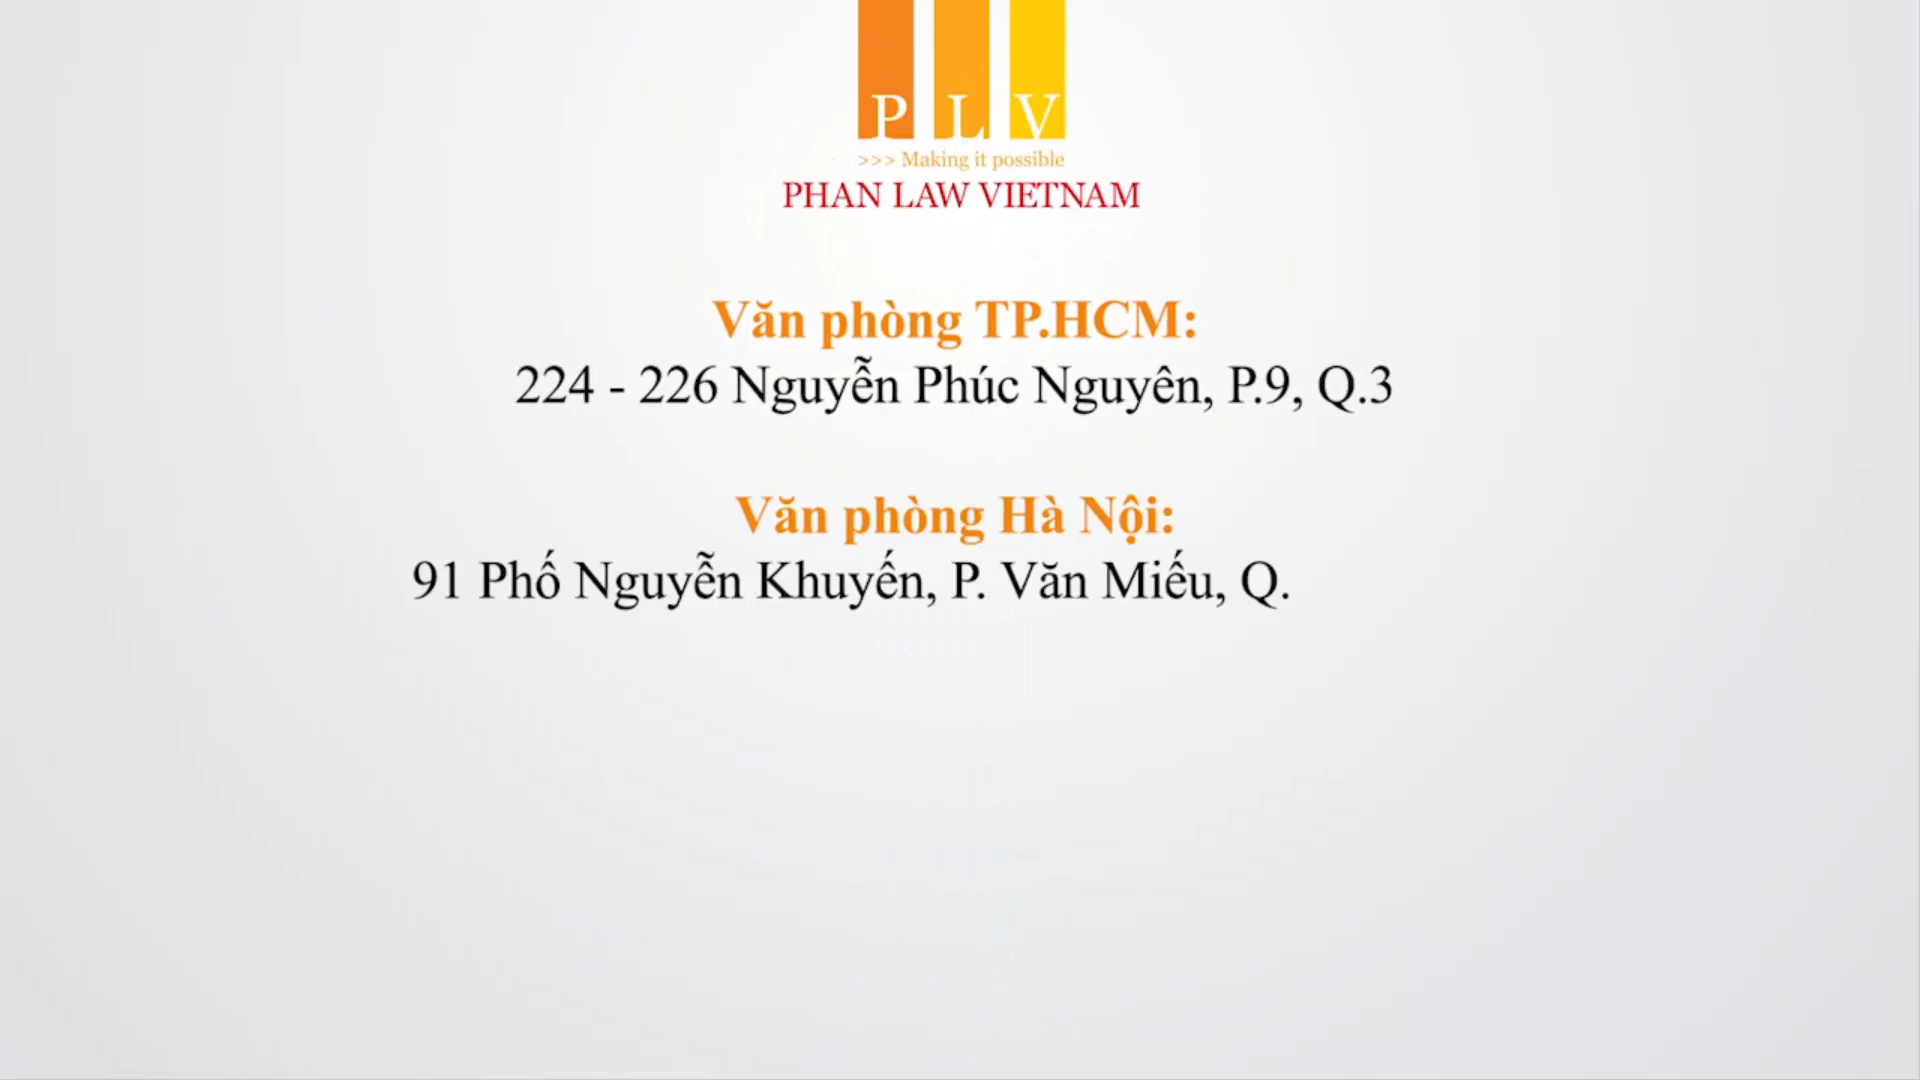 P L V
>>> Making it possible
PHAN LAW VIETNAM
Văn phòng TP.HCM:
224 - 226 Nguyễn Phúc Nguyên, P.9, Q.3
Văn phòng Hà Nội:
91 Phố Nguyễn Khuyến, P. Văn Miếu, Q.